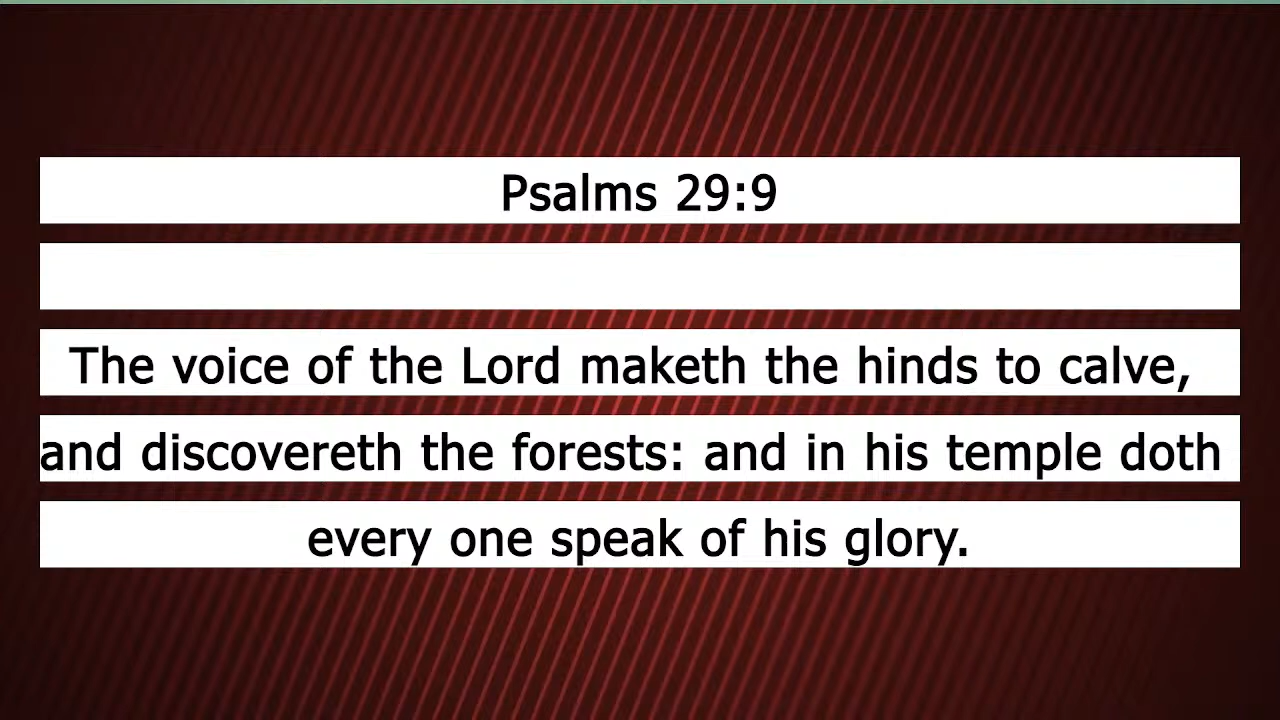 Psalms 29:9
The voice of the Lord maketh the hinds to calve,
and discovereth the forests: and in his temple doth
every one speak of his glory.